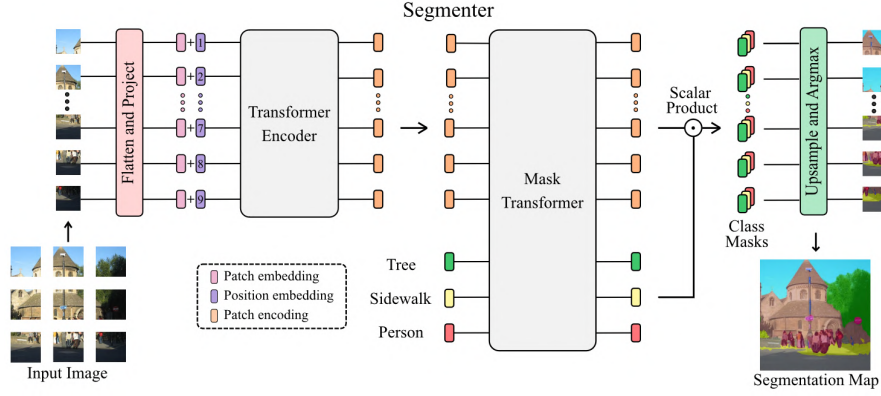 Segmenter
Flatten and Project
+ 1
+ 2
+ 7
+ 8
+ 9
Transformer
Encoder
Mask
Transformer
Scalar
Product
Upsample and Argmax
Class
Masks
Patch embedding
Position embedding
Patch encoding
Tree
Sidewalk
Person
Input Image
Segmentation Map